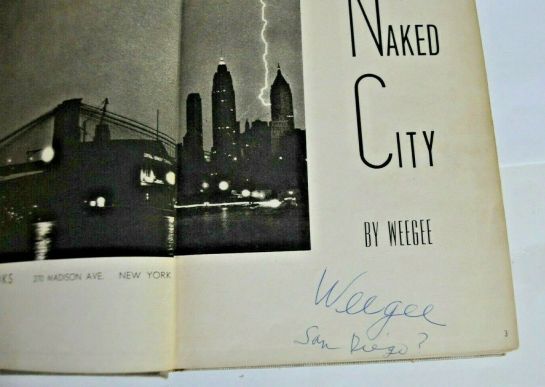 NAKED
CITY
BY WEEGEE
KS 370 MADISON AVE. NEW YORK
Weegee
San Diego?
3